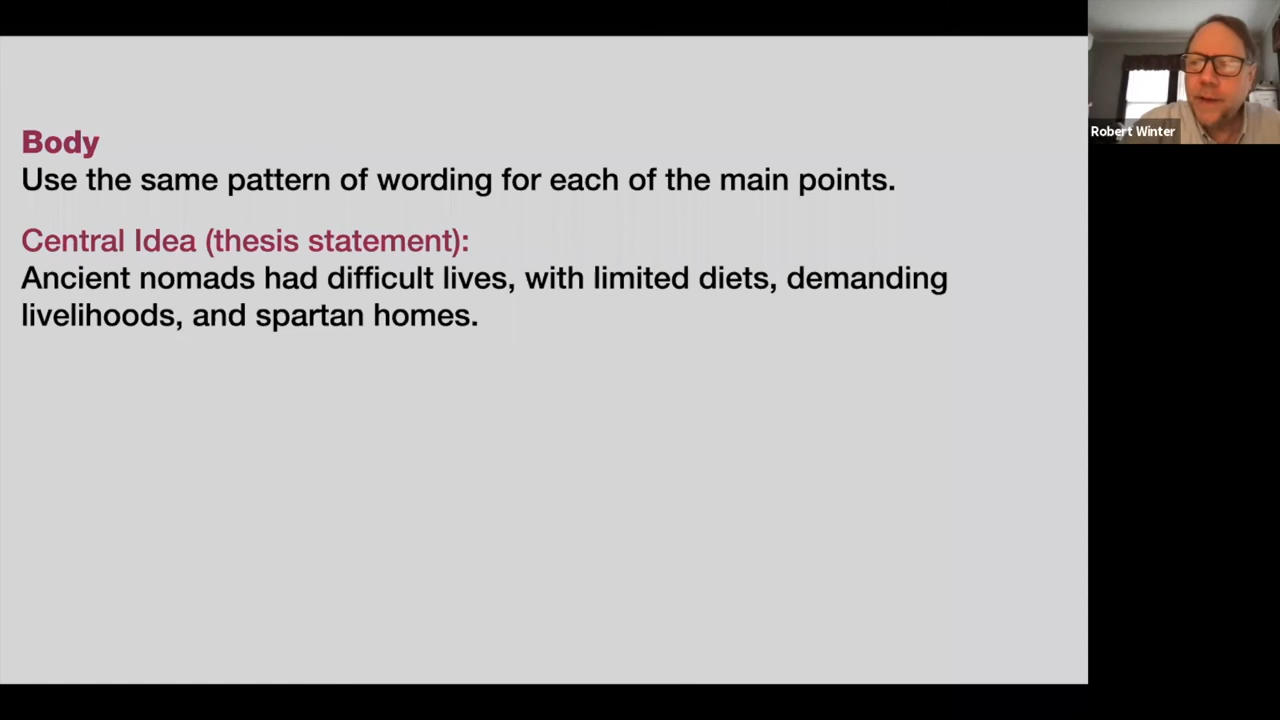 Body
Use the same pattern of wording for each of the main points.
Central Idea (thesis statement):
Ancient nomads had difficult lives, with limited diets, demanding
livelihoods, and spartan homes.
Robert Winter